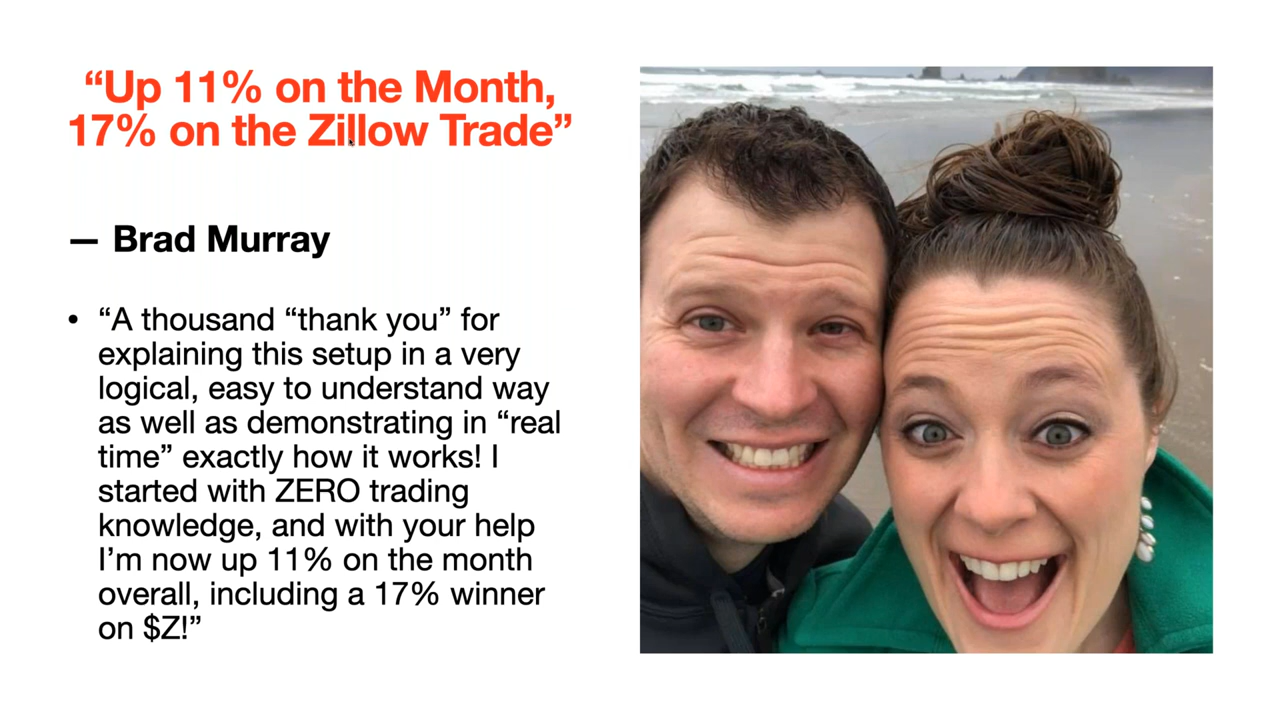 “Up 11% on the Month,
17% on the Zillow Trade”
— Brad Murray
• “A thousand “thank you” for
explaining this setup in a very
logical, easy to understand way
as well as demonstrating in “real
time” exactly how it works! I
started with ZERO trading
knowledge, and with your help
I’m now up 11% on the month
overall, including a 17% winner
on $Z!”